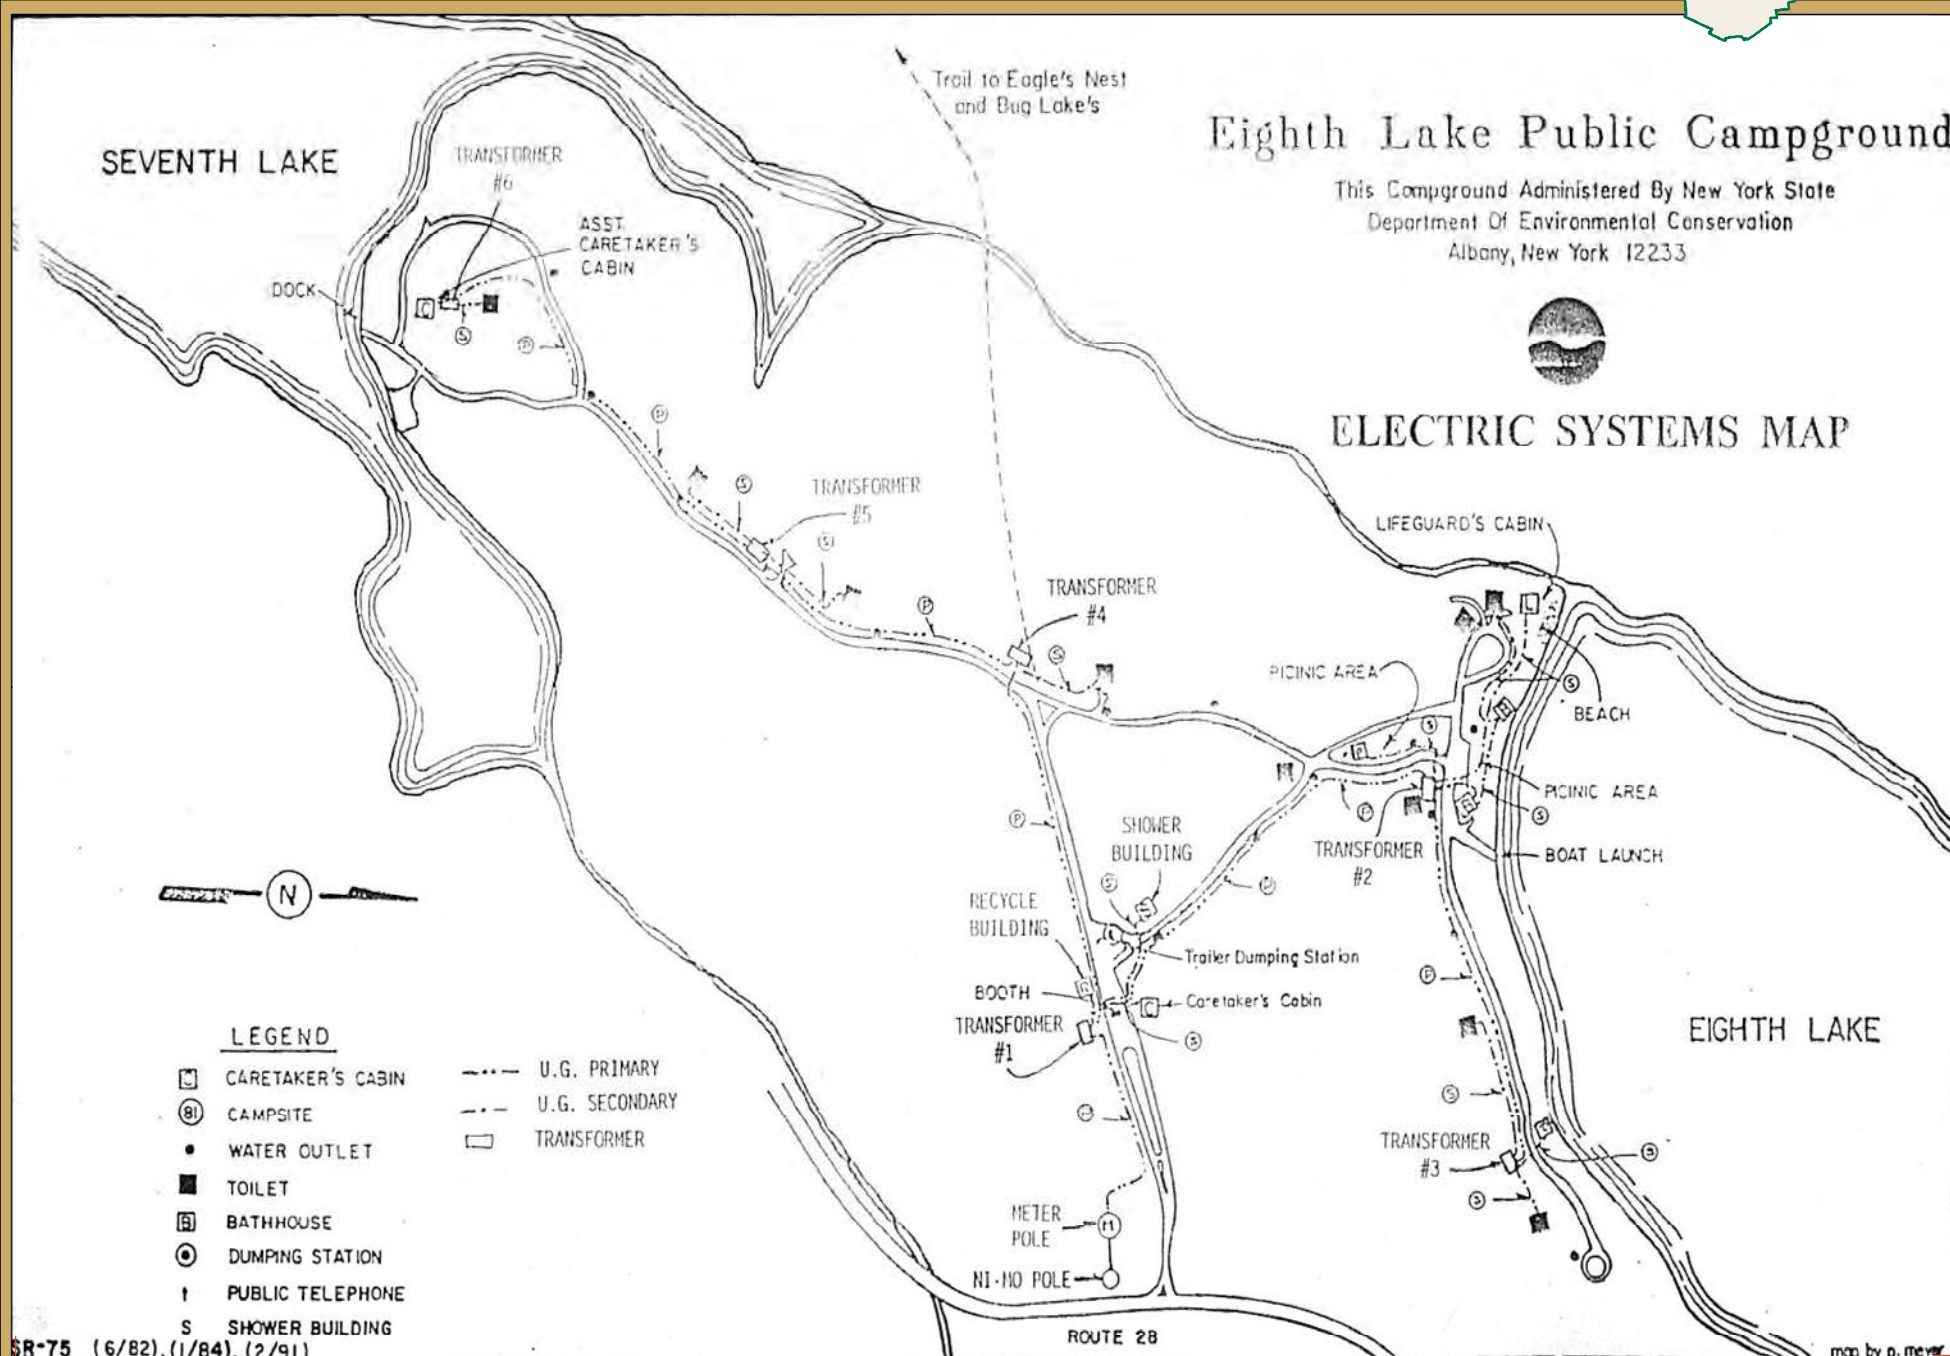 Trail to Eagle's Nest
and Bug Lake's
Eighth Lake Public Campground
This Campground Administered By New York State
Department Of Environmental Conservation
Albany, New York 12233
ELECTRIC SYSTEMS MAP
SEVENTH LAKE
TRANSFORMER
#6
ASST.
CARETAKER'S
CABIN
DOCK
C
S
P
P
S
TRANSFORMER
#5
S
P
TRANSFORMER
#4
S
LIFEGUARD'S CABIN
L
PICINIC AREA
S
BEACH
B
S
P
PICINIC AREA
B
S
P
TRANSFORMER
#2
BOAT LAUNCH
P
SHOWER
BUILDING
S
S
P
RECYCLE
BUILDING
R
Trailer Dumping Station
BOOTH
C
Caretaker's Cabin
TRANSFORMER
#1
S
P
P
EIGHTH LAKE
S
TRANSFORMER
#3
S
S
METER
POLE
M
NI-MO POLE
ROUTE 28
N
LEGEND
C CARETAKER'S CABIN
81 CAMPSITE
WATER OUTLET
TOILET
B BATHHOUSE
DUMPING STATION
PUBLIC TELEPHONE
S SHOWER BUILDING
U.G. PRIMARY
U.G. SECONDARY
TRANSFORMER
SR-75 (6/82),(1/84),(2/91)
map by p. meyer